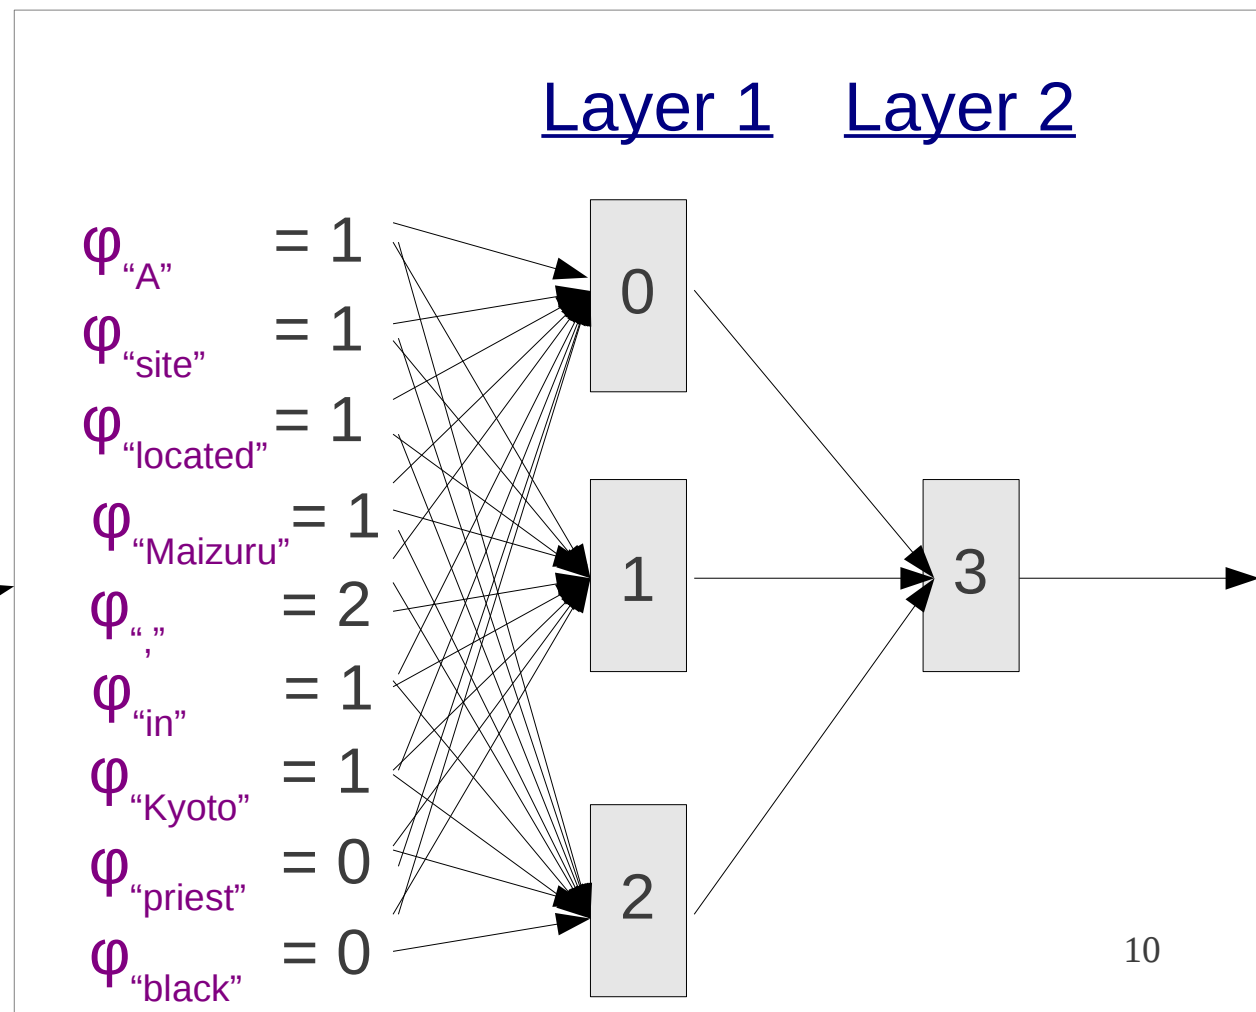 Layer 1 Layer 2
φ“A” = 1
0
φ“site” = 1
φ“located” = 1
φ“Maizuru” = 1
1 3
φ“,” = 2
φ“in” = 1
φ“Kyoto” = 1
φ“priest” = 0
2
φ“black” = 0
10